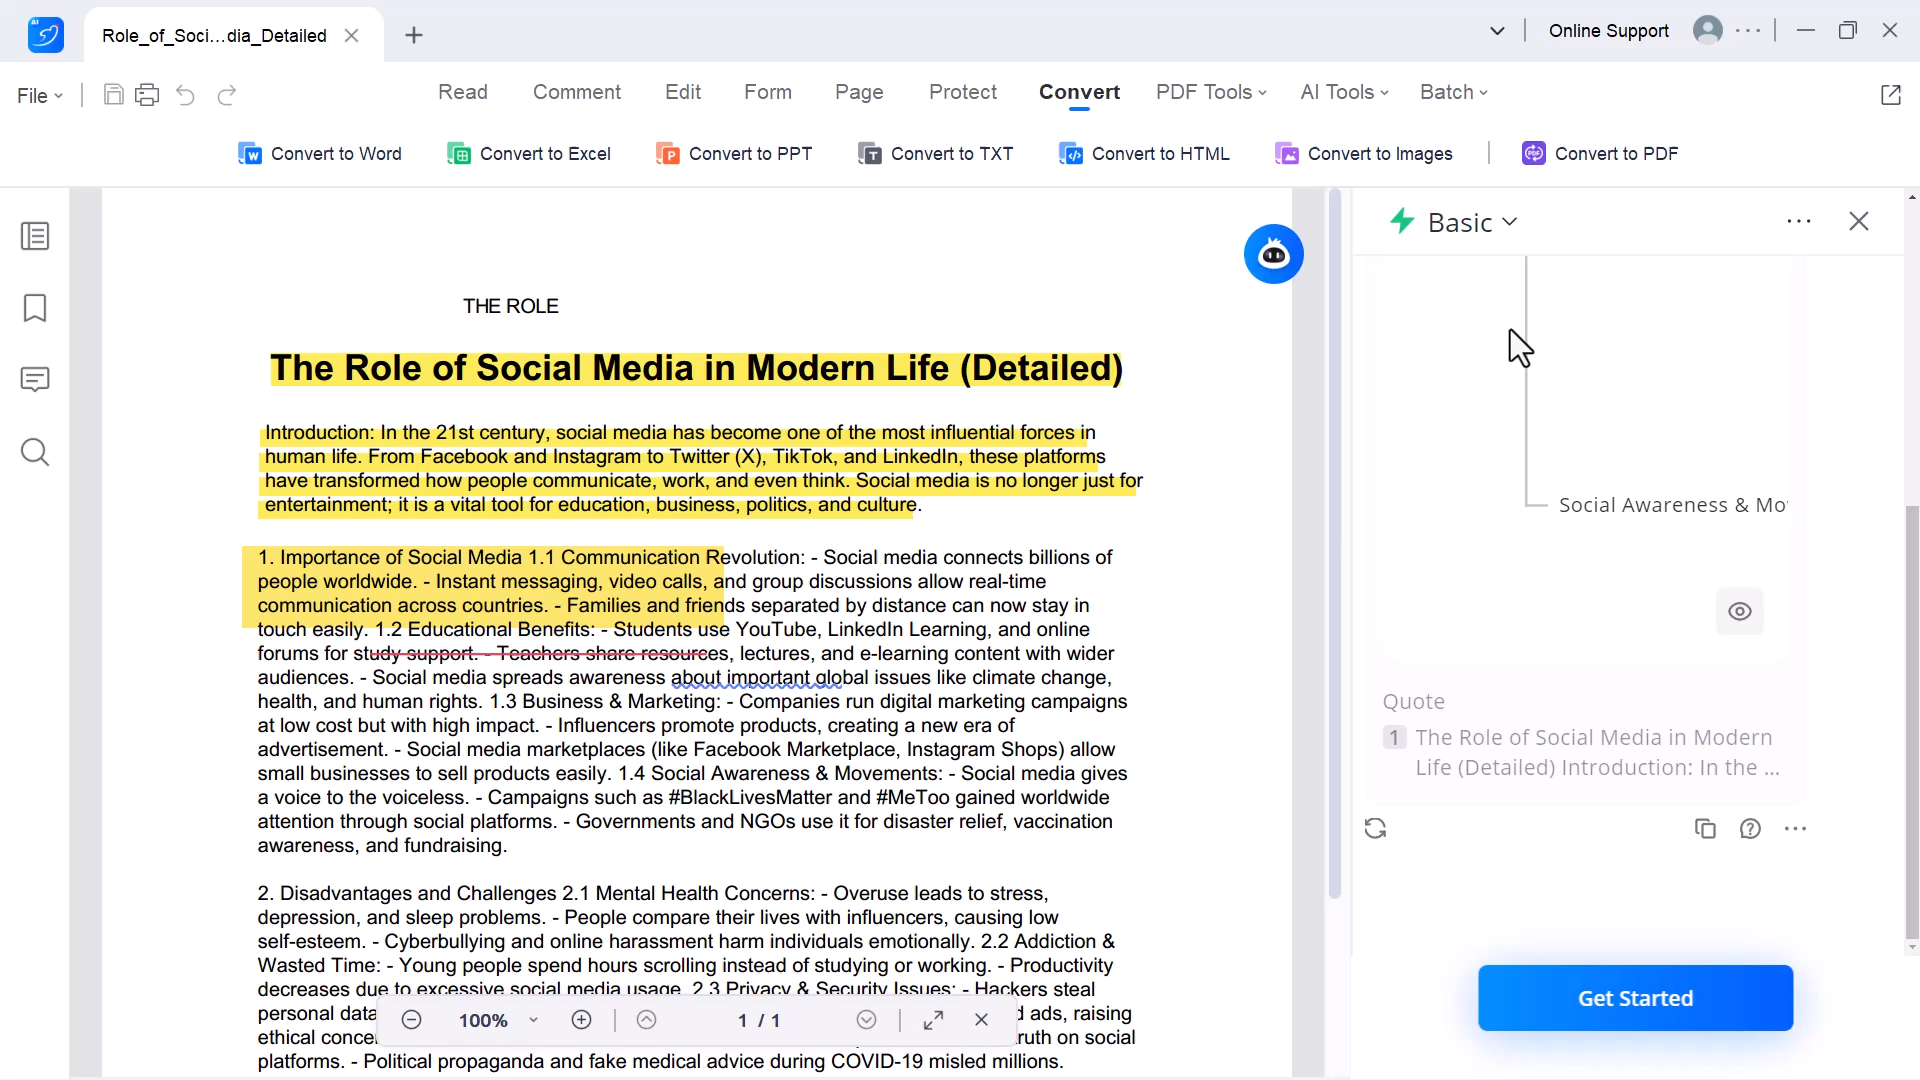 AI
Role_of_Soci...dia_Detailed
Online Support
File
Read
Comment
Edit
Form
Page
Protect
Convert
PDF Tools
AI Tools
Batch
Convert to Word
Convert to Excel
Convert to PPT
Convert to TXT
Convert to HTML
Convert to Images
Convert to PDF
THE ROLE
The Role of Social Media in Modern Life (Detailed)
Introduction: In the 21st century, social media has become one of the most influential forces in
human life. From Facebook and Instagram to Twitter (X), TikTok, and LinkedIn, these platforms
have transformed how people communicate, work, and even think. Social media is no longer just for
entertainment; it is a vital tool for education, business, politics, and culture.
1. Importance of Social Media 1.1 Communication Revolution: - Social media connects billions of
people worldwide. - Instant messaging, video calls, and group discussions allow real-time
communication across countries. - Families and friends separated by distance can now stay in
touch easily. 1.2 Educational Benefits: - Students use YouTube, LinkedIn Learning, and online
forums for study support. - Teachers share resources, lectures, and e-learning content with wider
audiences. - Social media spreads awareness about important global issues like climate change,
health, and human rights. 1.3 Business & Marketing: - Companies run digital marketing campaigns
at low cost but with high impact. - Influencers promote products, creating a new era of
advertisement. - Social media marketplaces (like Facebook Marketplace, Instagram Shops) allow
small businesses to sell products easily. 1.4 Social Awareness & Movements: - Social media gives
a voice to the voiceless. - Campaigns such as #BlackLivesMatter and #MeToo gained worldwide
attention through social platforms. - Governments and NGOs use it for disaster relief, vaccination
awareness, and fundraising.
2. Disadvantages and Challenges 2.1 Mental Health Concerns: - Overuse leads to stress,
depression, and sleep problems. - People compare their lives with influencers, causing low
self-esteem. - Cyberbullying and online harassment harm individuals emotionally. 2.2 Addiction &
Wasted Time: - Young people spend hours scrolling instead of studying or working. - Productivity
decreases due to excessive social media usage. 2.3 Privacy & Security Issues: - Hackers steal
personal data ads, raising
ethical on social
platforms. - Political propaganda and fake medical advice during COVID-19 misled millions.
100%
1 / 1
Basic
Social Awareness & Mo
Quote
1 The Role of Social Media in Modern
Life (Detailed) Introduction: In the ...
Get Started